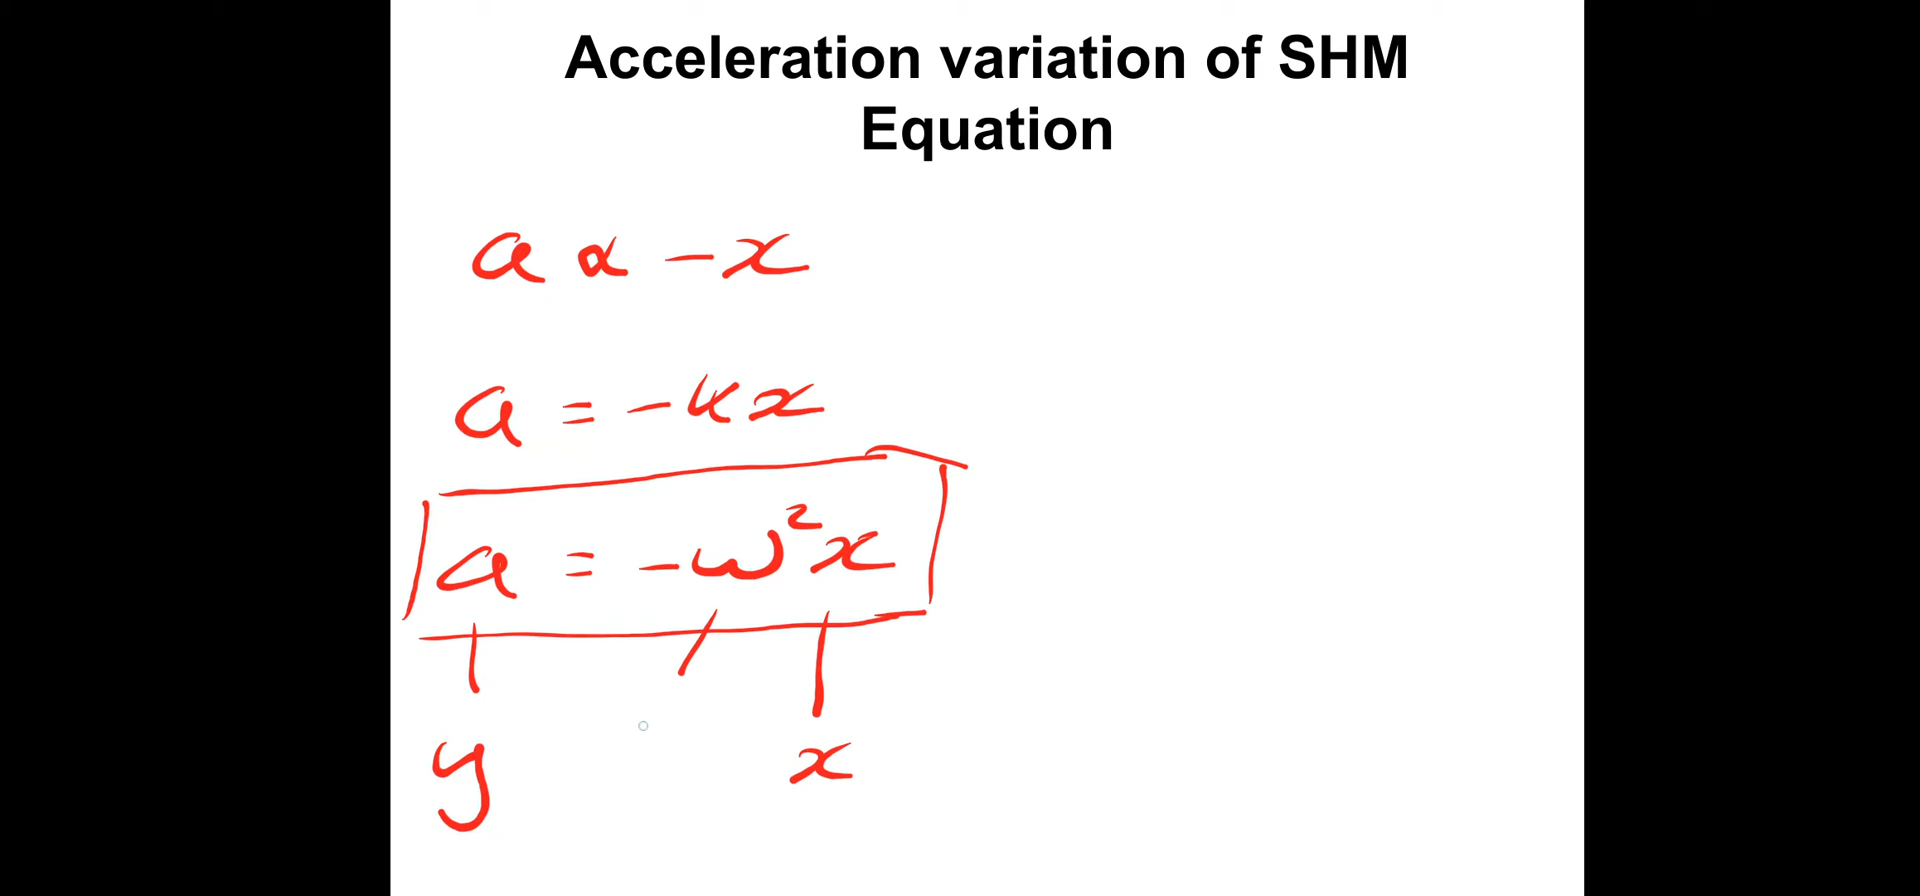 Acceleration variation of SHM
Equation
a ∝ -x
a = -kx
a = -ω²x
y x